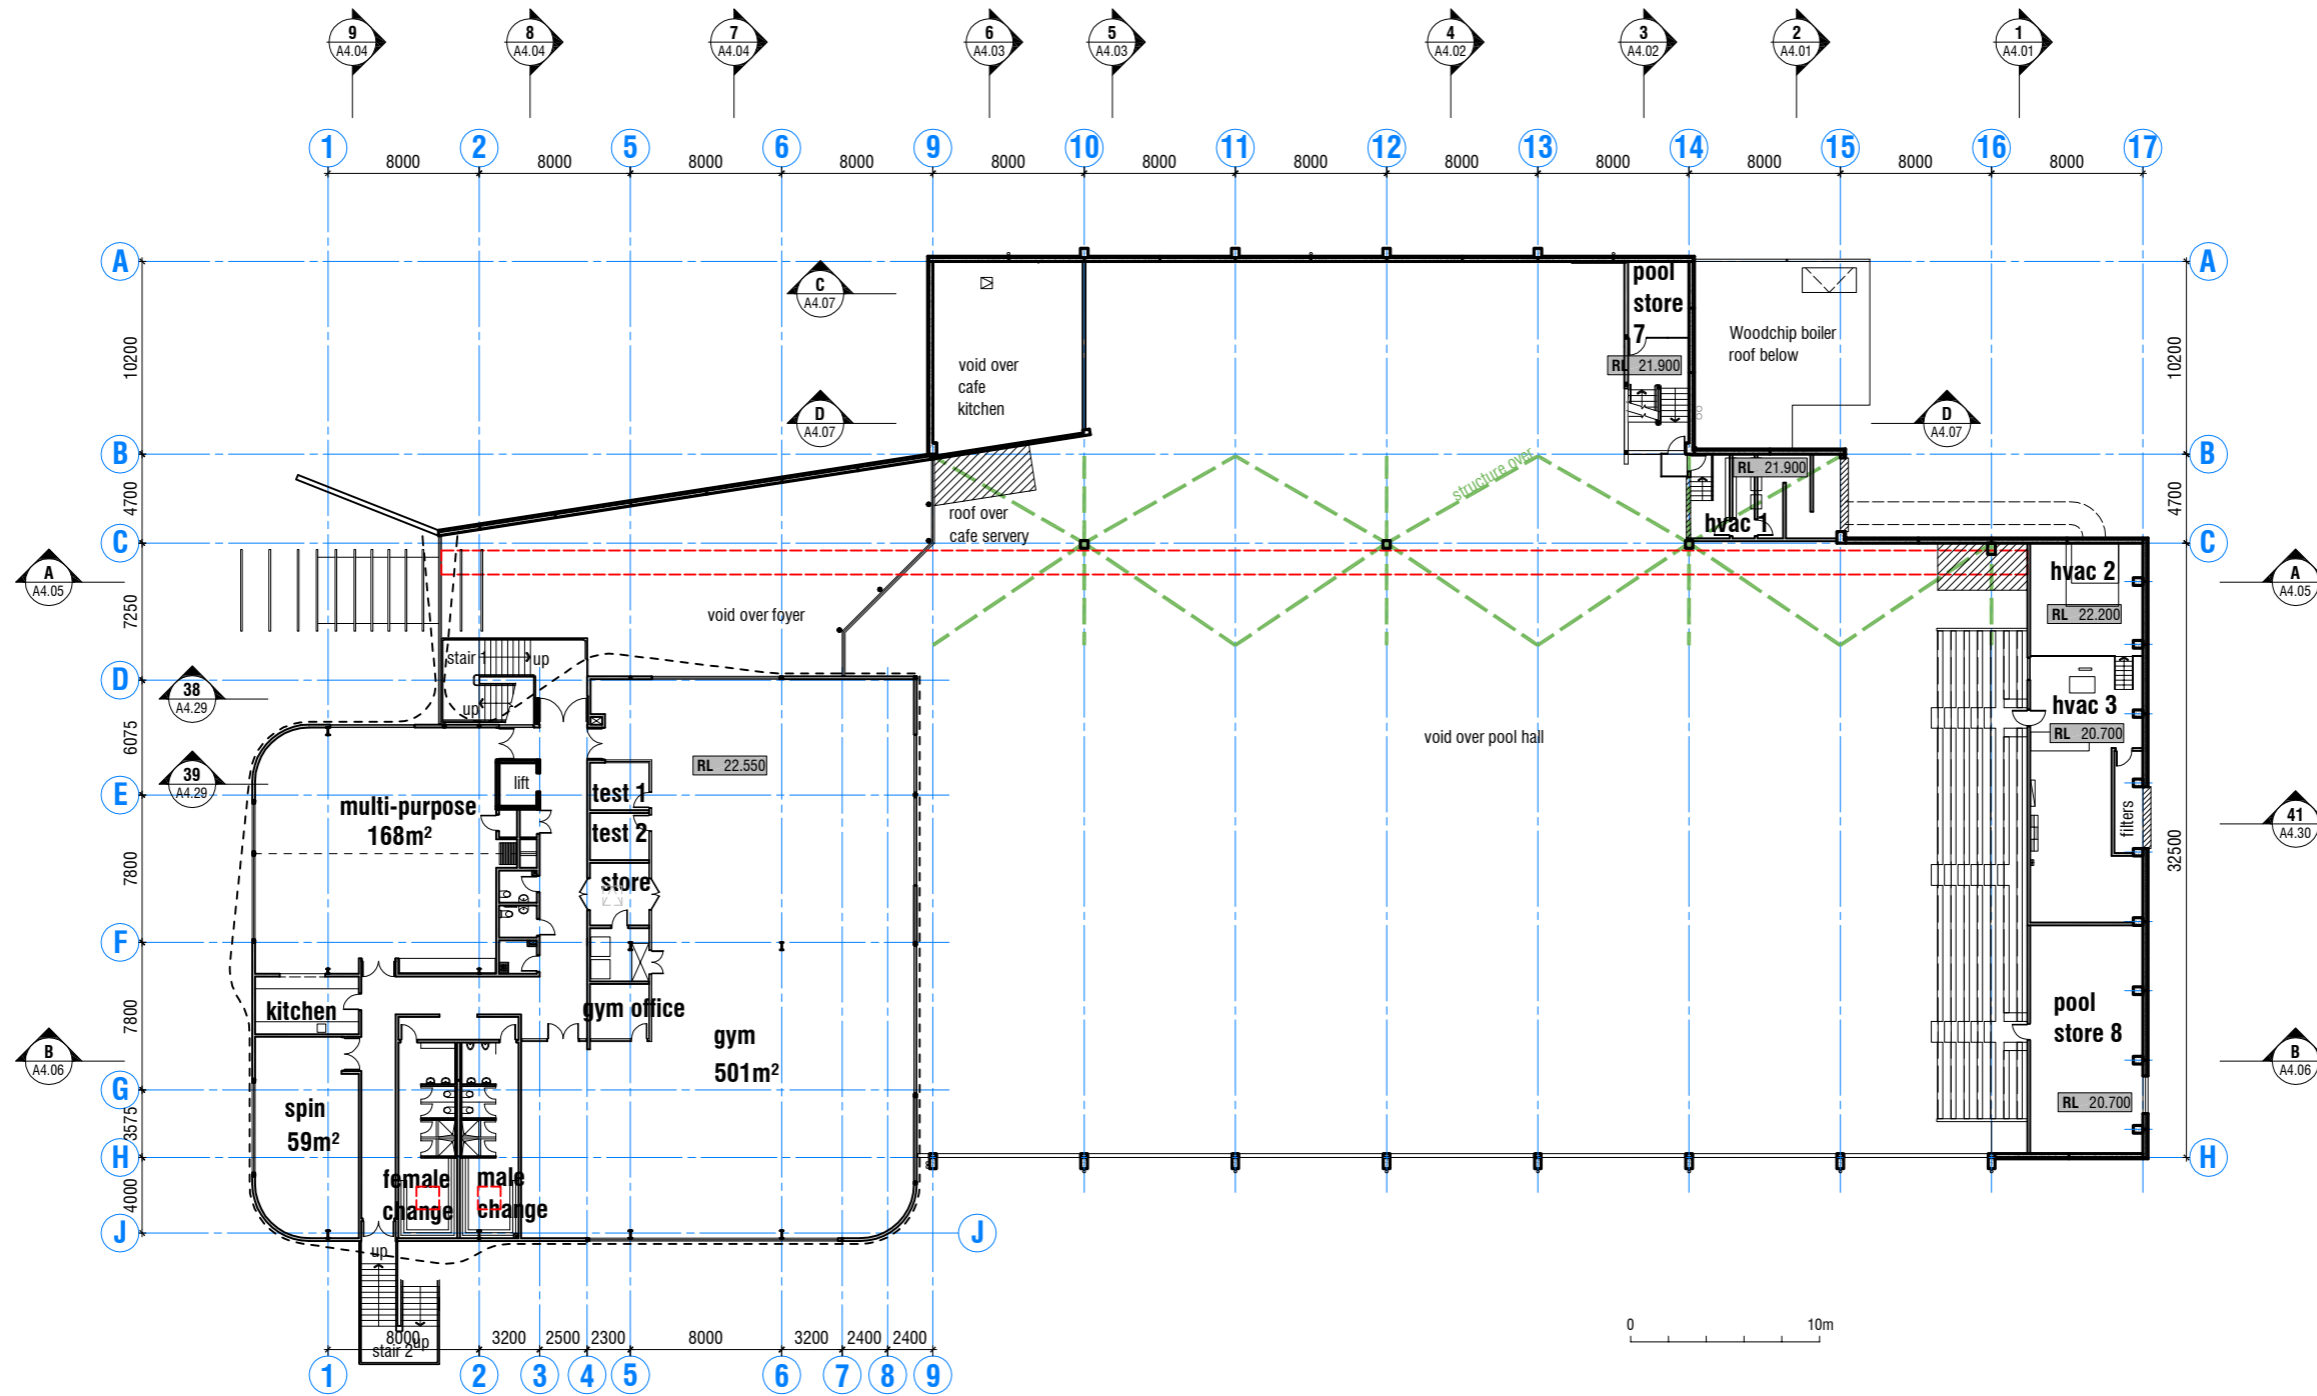 9 8 7 6 5 4 3 2 1
A4.04 A4.04 A4.04 A4.03 A4.03 A4.02 A4.02 A4.01 A4.01
1 2 5 6 9 10 11 12 13 14 15 16 17
8000 8000 8000 8000 8000 8000 8000 8000 8000 8000 8000 8000
A A
C
A4.07
pool
store
7
10200
void over
cafe
kitchen
Woodchip boiler
roof below
RL 21.900
10200
D
A4.07
D
A4.07
B B
structure over
RL 21.900
4700
roof over
cafe servery
hvac 1
4700
C C
A
A4.05
hvac 2
A
A4.05
7250
void over foyer
RL 22.200
stair 1 up
D
38
A4.29
up
hvac 3
RL 20.700
6075
void over pool hall
RL 22.550
39
A4.29
lift
E
test 1
multi-purpose
168m²
test 2
filters
41
A4.30
7800
store
32500
F
kitchen
gym office
7800
gym
501m²
pool
store 8
B
A4.06
B
A4.06
G
RL 20.700
spin
59m²
3575
H H
female
change
male
change
4000
J J
up
0 10m
up
stair 2
8000 3200 2500 2300 8000 3200 2400 2400
1 2 3 4 5 6 7 8 9